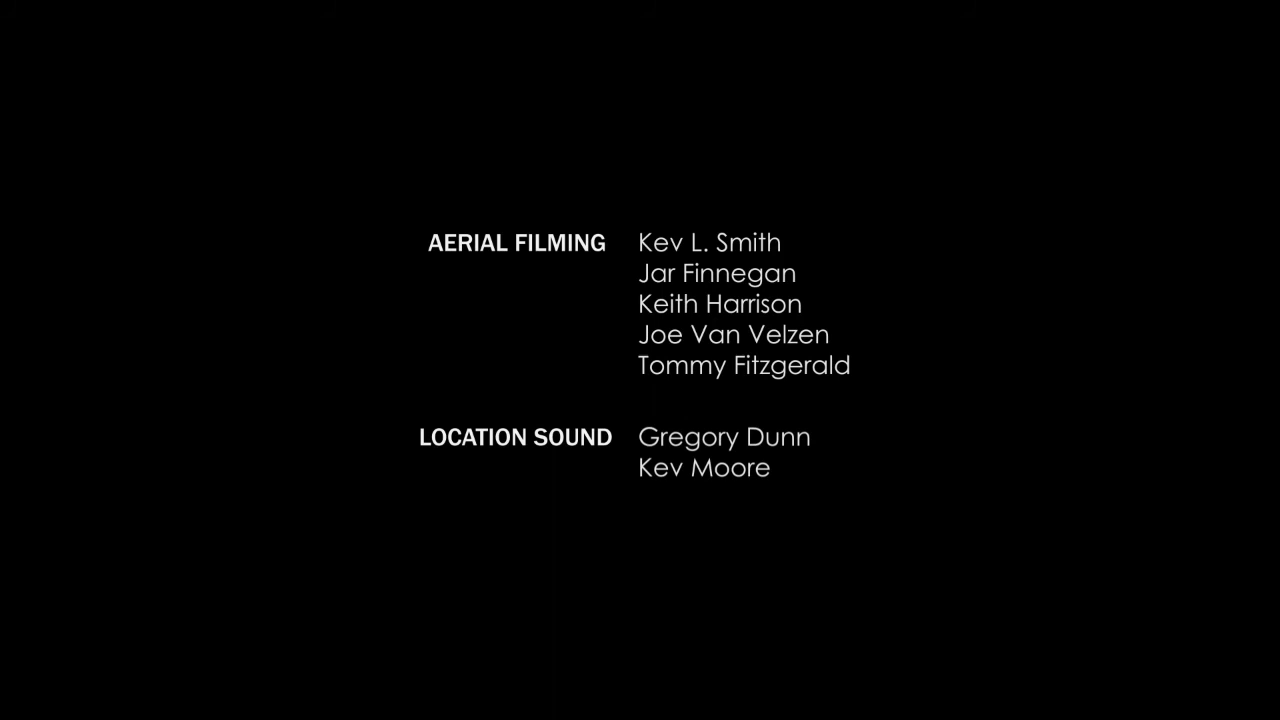 AERIAL FILMING Kev L. Smith
Jar Finnegan
Keith Harrison
Joe Van Velzen
Tommy Fitzgerald
LOCATION SOUND Gregory Dunn
Kev Moore